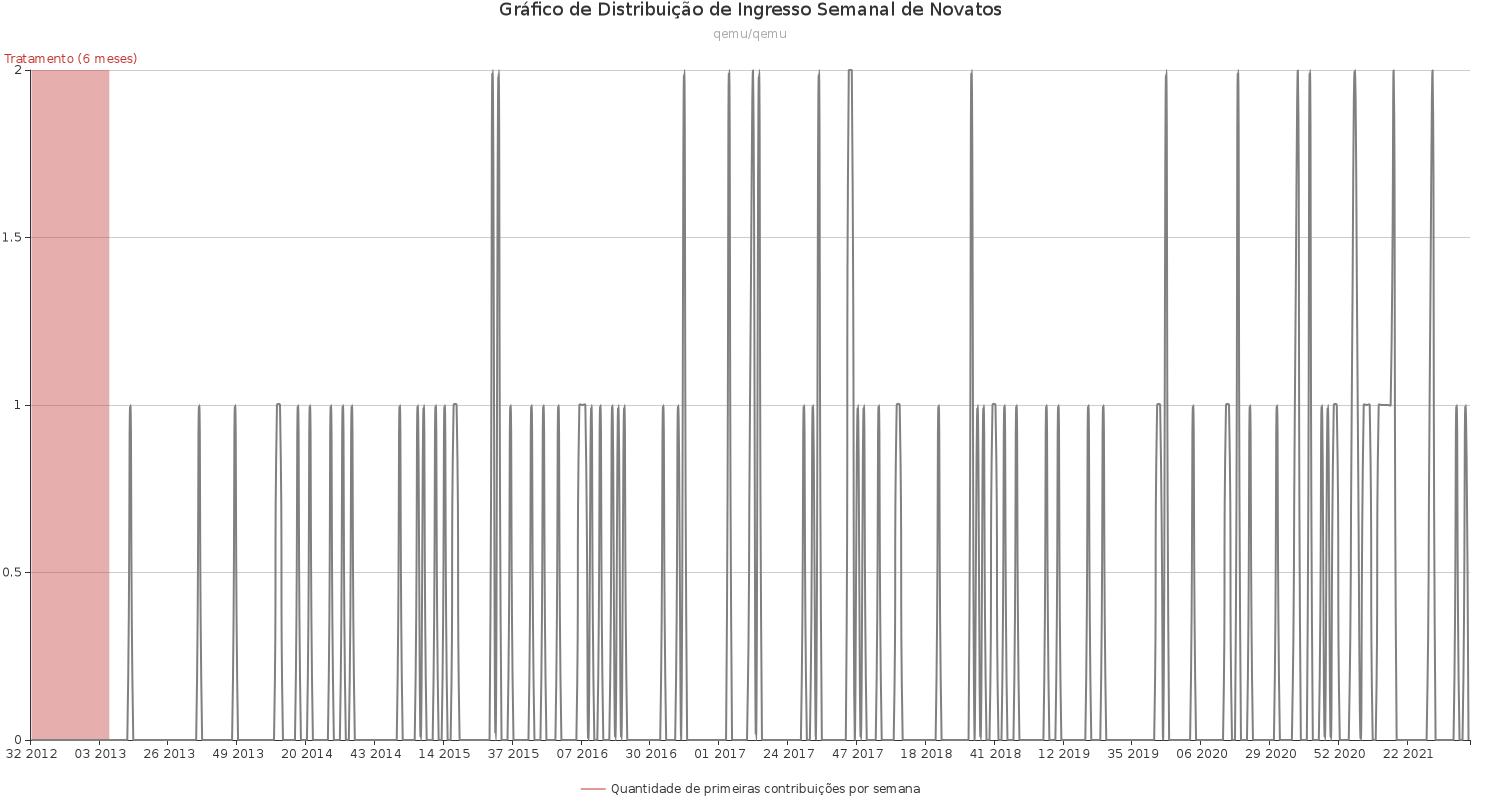 Gráfico de Distribuição de Ingresso Semanal de Novatos
qemu/qemu
Tratamento (6 meses)
2
1.5
1
0.5
0
32 2012 03 2013 26 2013 49 2013 20 2014 43 2014 14 2015 37 2015 07 2016 30 2016 01 2017 24 2017 47 2017 18 2018 41 2018 12 2019 35 2019 06 2020 29 2020 52 2020 22 2021
Quantidade de primeiras contribuições por semana